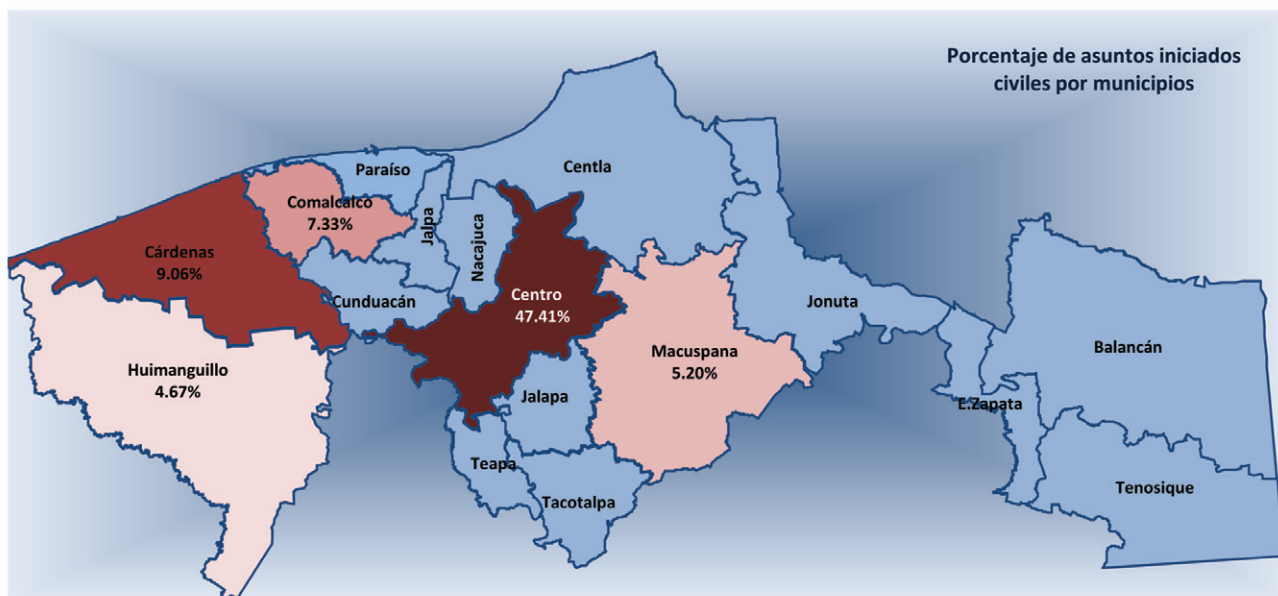 Porcentaje de asuntos iniciados
civiles por municipios
Paraíso
Centla
Comalcalco
7.33%
Jalpa
Nacajuca
Cárdenas
9.06%
Cunduacán
Centro
47.41%
Jonuta
Huimanguillo
4.67%
Macuspana
5.20%
Balancán
Jalapa
E.Zapata
Teapa
Tacotalpa
Tenosique